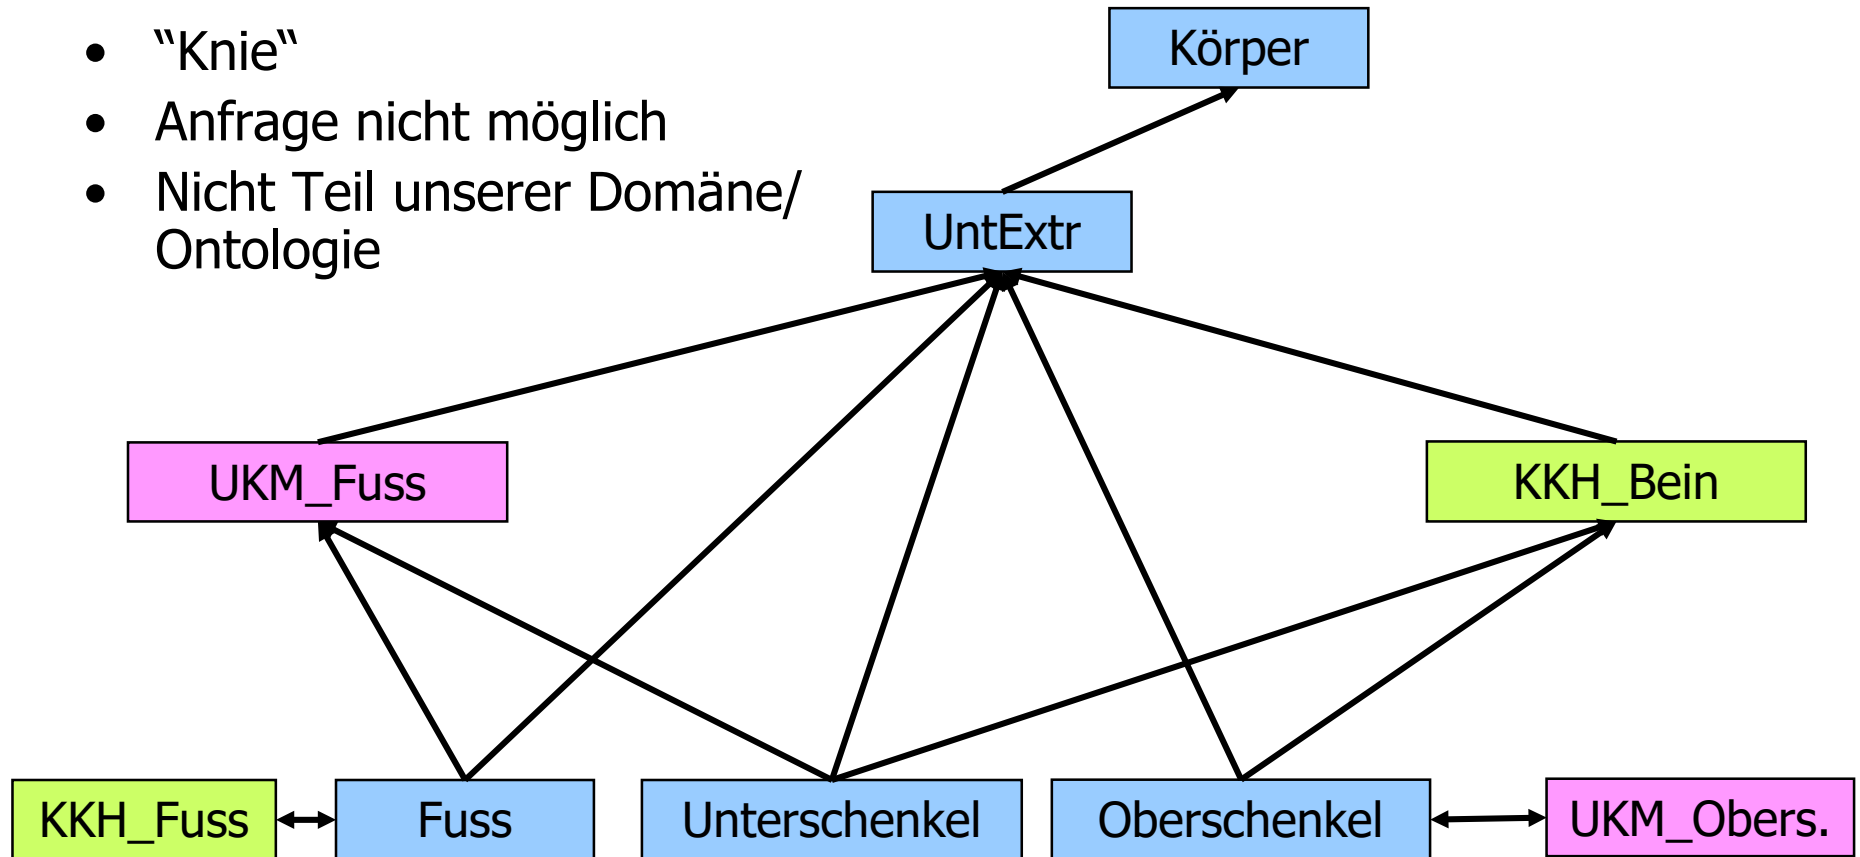 • “Knie“
• Anfrage nicht möglich
• Nicht Teil unserer Domäne/
Ontologie
Körper
UntExtr
UKM_Fuss
KKH_Bein
KKH_Fuss
Fuss
Unterschenkel
Oberschenkel
UKM_Obers.